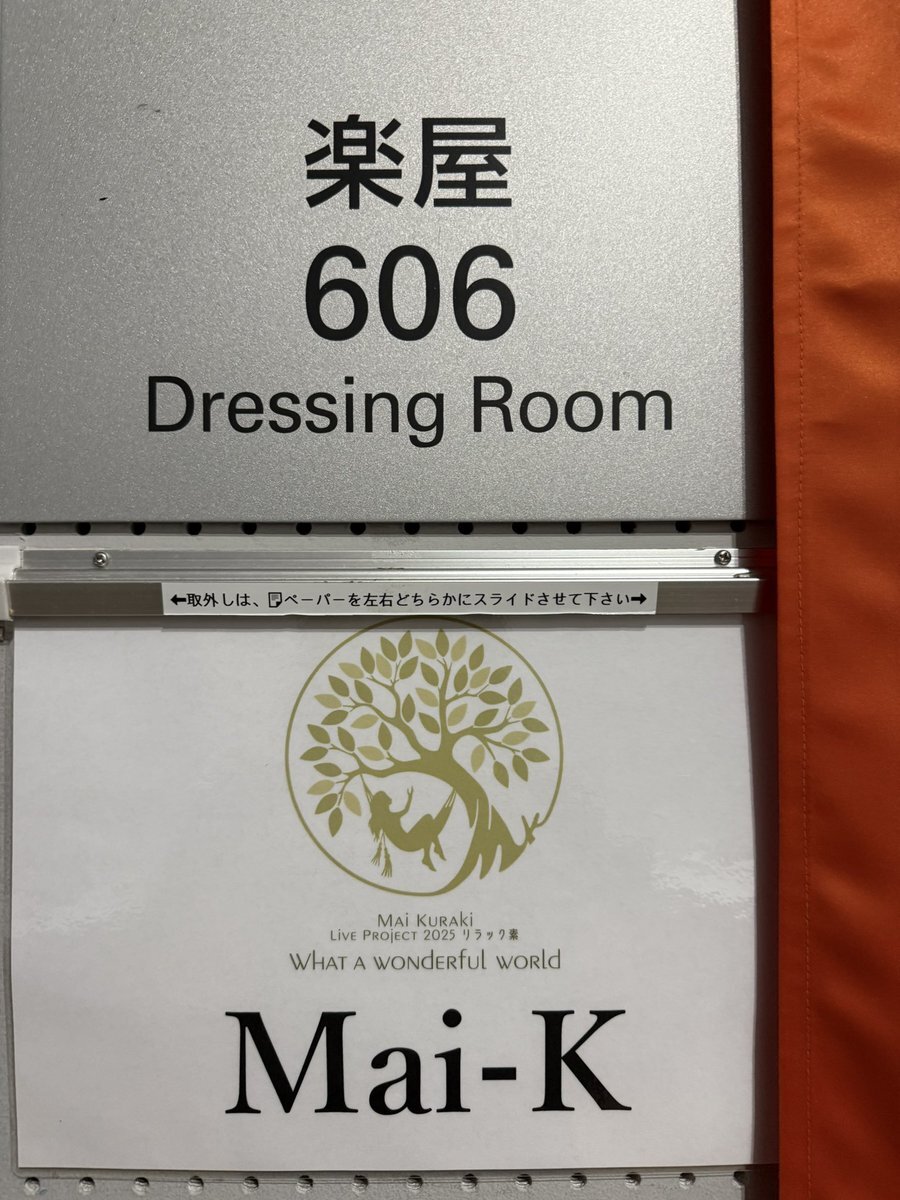 楽屋
606
Dressing Room
⬅取外しは、ペーパーを左右どちらかにスライドさせて下さい➡
Mai Kuraki
Live Project 2025 リラック素
What a wonderful world
Mai-K